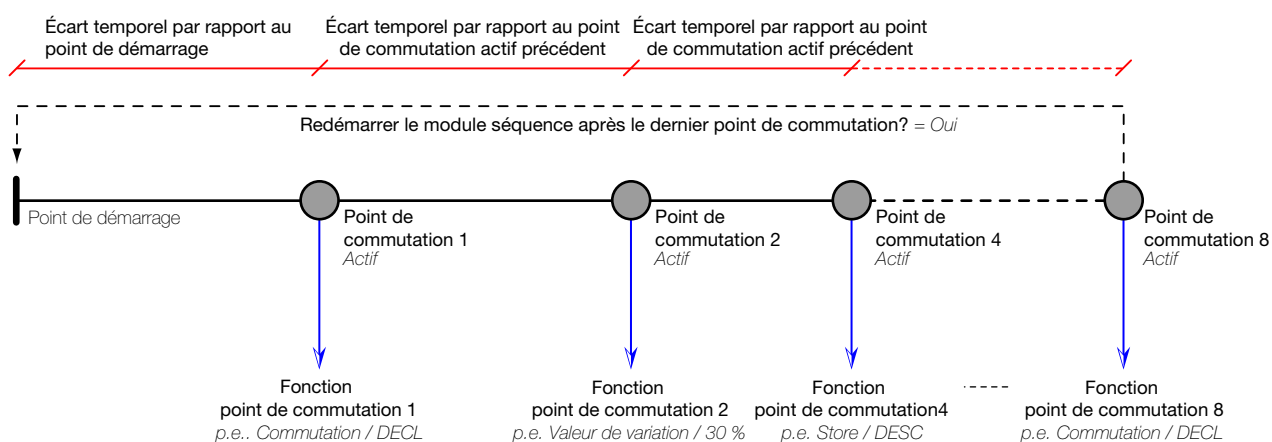 Écart temporel par rapport au
point de démarrage
Écart temporel par rapport au point
de commutation actif précédent
Écart temporel par rapport au point
de commutation actif précédent
Redémarrer le module séquence après le dernier point de commutation? = Oui
Point de démarrage
Point de
commutation 1
Actif
Point de
commutation 2
Actif
Point de
commutation 4
Actif
Point de
commutation 8
Actif
Fonction
point de commutation 1
p.e.. Commutation / DECL
Fonction
point de commutation 2
p.e. Valeur de variation / 30 %
Fonction
point de commutation4
p.e. Store / DESC
Fonction
point de commutation 8
p.e. Commutation / DECL